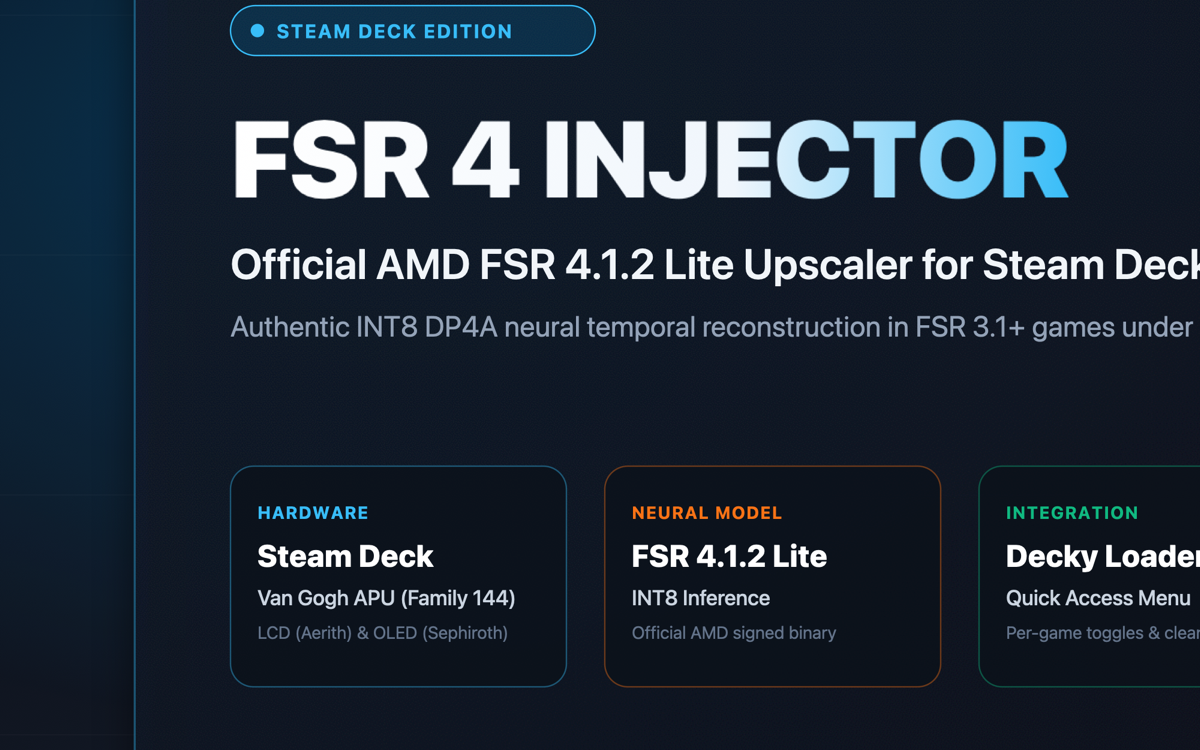 STEAM DECK EDITION
FSR 4 INJECTOR
Official AMD FSR 4.1.2 Lite Upscaler for Steam Deck
Authentic INT8 DP4A neural temporal reconstruction in FSR 3.1+ games under
HARDWARE
Steam Deck
Van Gogh APU (Family 144)
LCD (Aerith) & OLED (Sephiroth)
NEURAL MODEL
FSR 4.1.2 Lite
INT8 Inference
Official AMD signed binary
INTEGRATION
Decky Loader
Quick Access Menu
Per-game toggles &